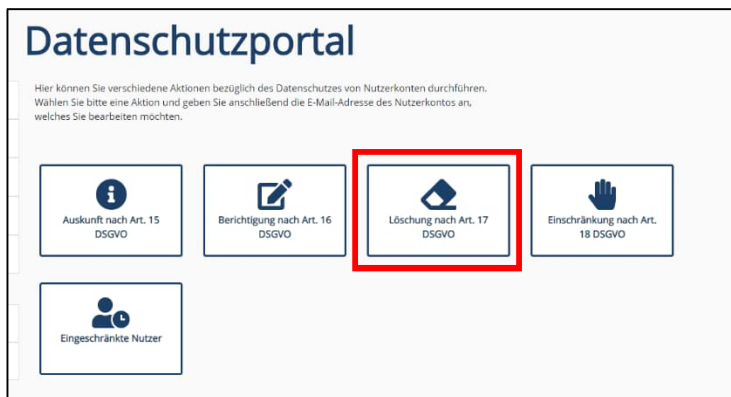 Datenschutzportal
Hier können Sie verschiedene Aktionen bezüglich des Datenschutzes von Nutzerkonten durchführen.
Wählen Sie bitte eine Aktion und geben Sie anschließend die E-Mail-Adresse des Nutzerkontos an,
welches Sie bearbeiten möchten.
Auskunft nach Art. 15
DSGVO
Berichtigung nach Art. 16
DSGVO
Löschung nach Art. 17
DSGVO
Einschränkung nach Art.
18 DSGVO
Eingeschränkte Nutzer